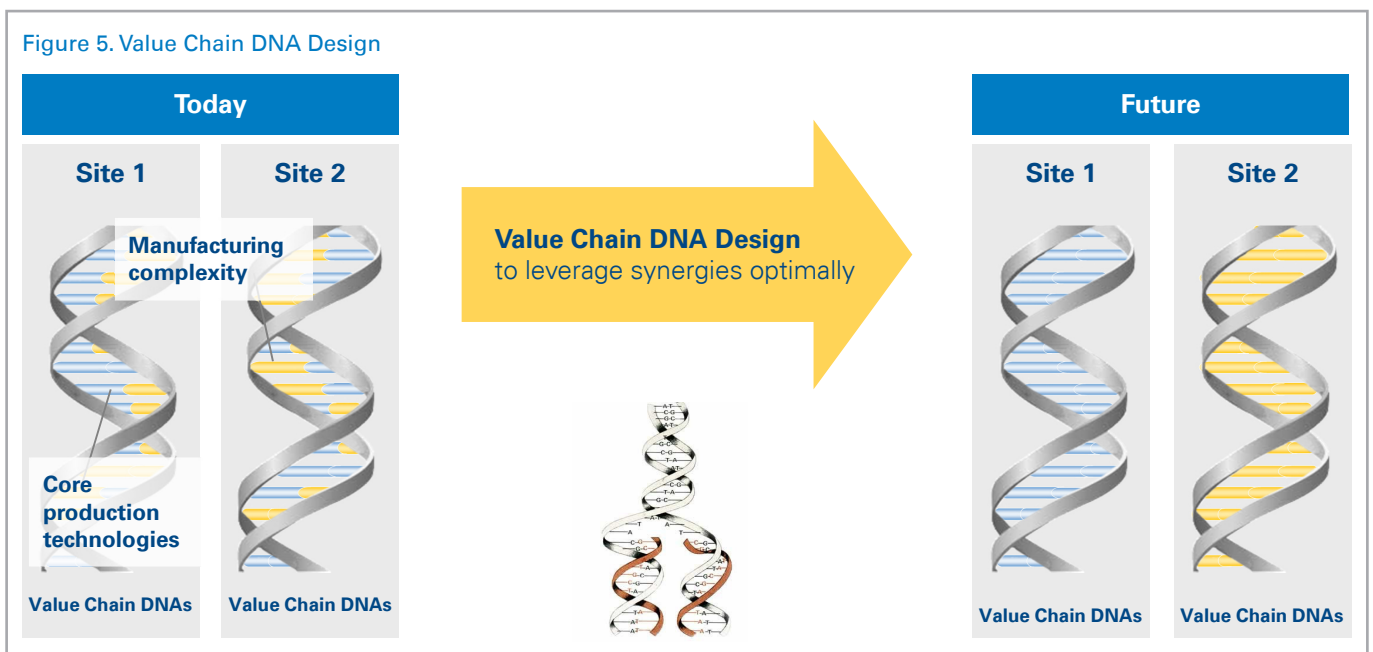 Figure 5. Value Chain DNA Design
Today
Site 1
Site 2
Manufacturing
complexity
Core
production
technologies
Value Chain DNAs
Value Chain DNAs
Value Chain DNA Design
to leverage synergies optimally
Future
Site 1
Site 2
Value Chain DNAs
Value Chain DNAs